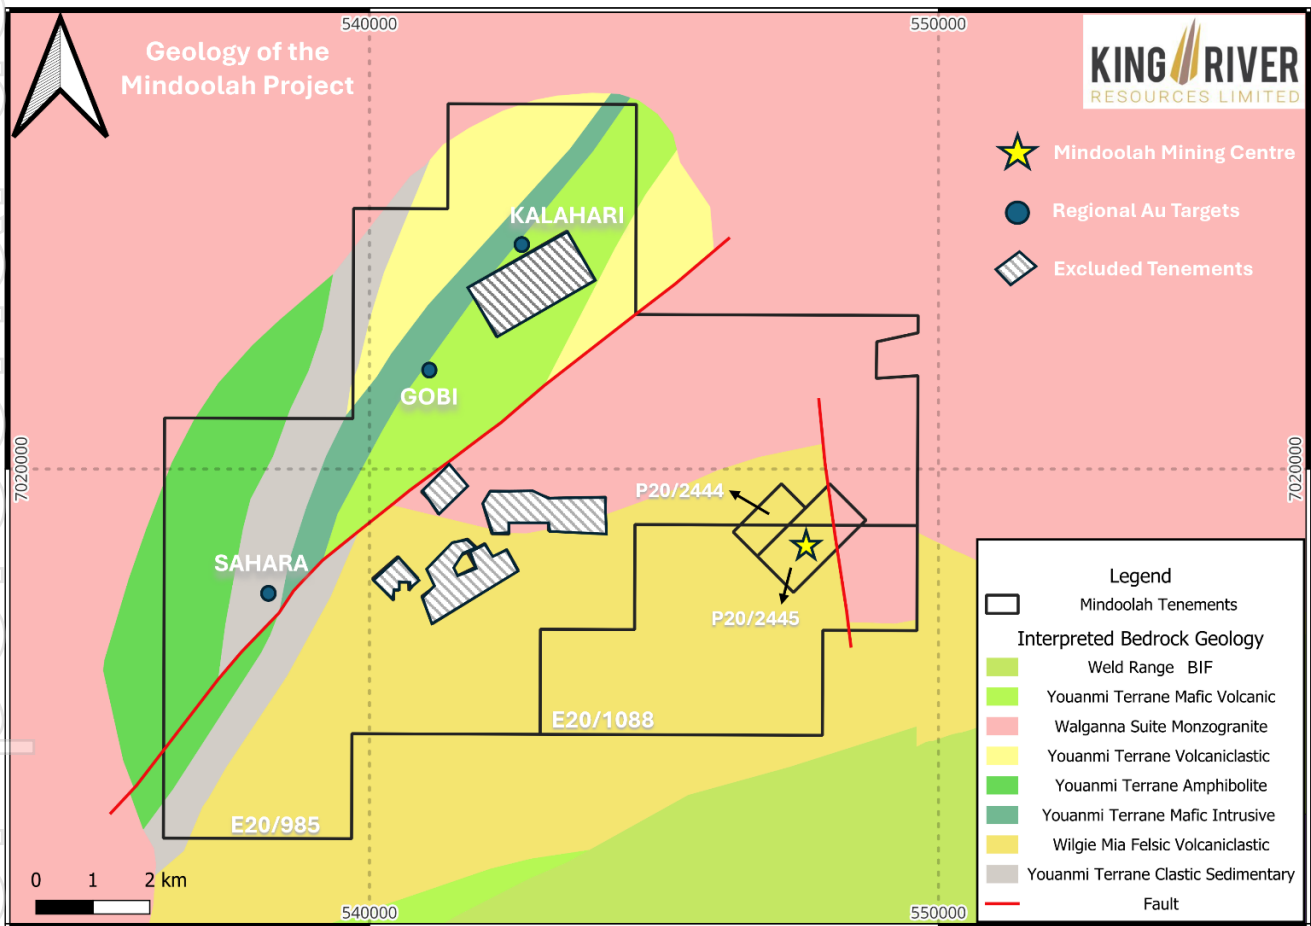 540000
550000
Geology of the
Mindoolah Project
KING RIVER
RESOURCES LIMITED
Mindoolah Mining Centre
Regional Au Targets
Excluded Tenements
KALAHARI
GOBI
7020000
7020000
P20/2444
SAHARA
P20/2445
E20/1088
E20/985
Legend
Mindoolah Tenements
Interpreted Bedrock Geology
Weld Range BIF
Youanmi Terrane Mafic Volcanic
Walganna Suite Monzogranite
Youanmi Terrane Volcaniclastic
Youanmi Terrane Amphibolite
Youanmi Terrane Mafic Intrusive
Wilgie Mia Felsic Volcaniclastic
Youanmi Terrane Clastic Sedimentary
Fault
0 1 2 km
540000
550000